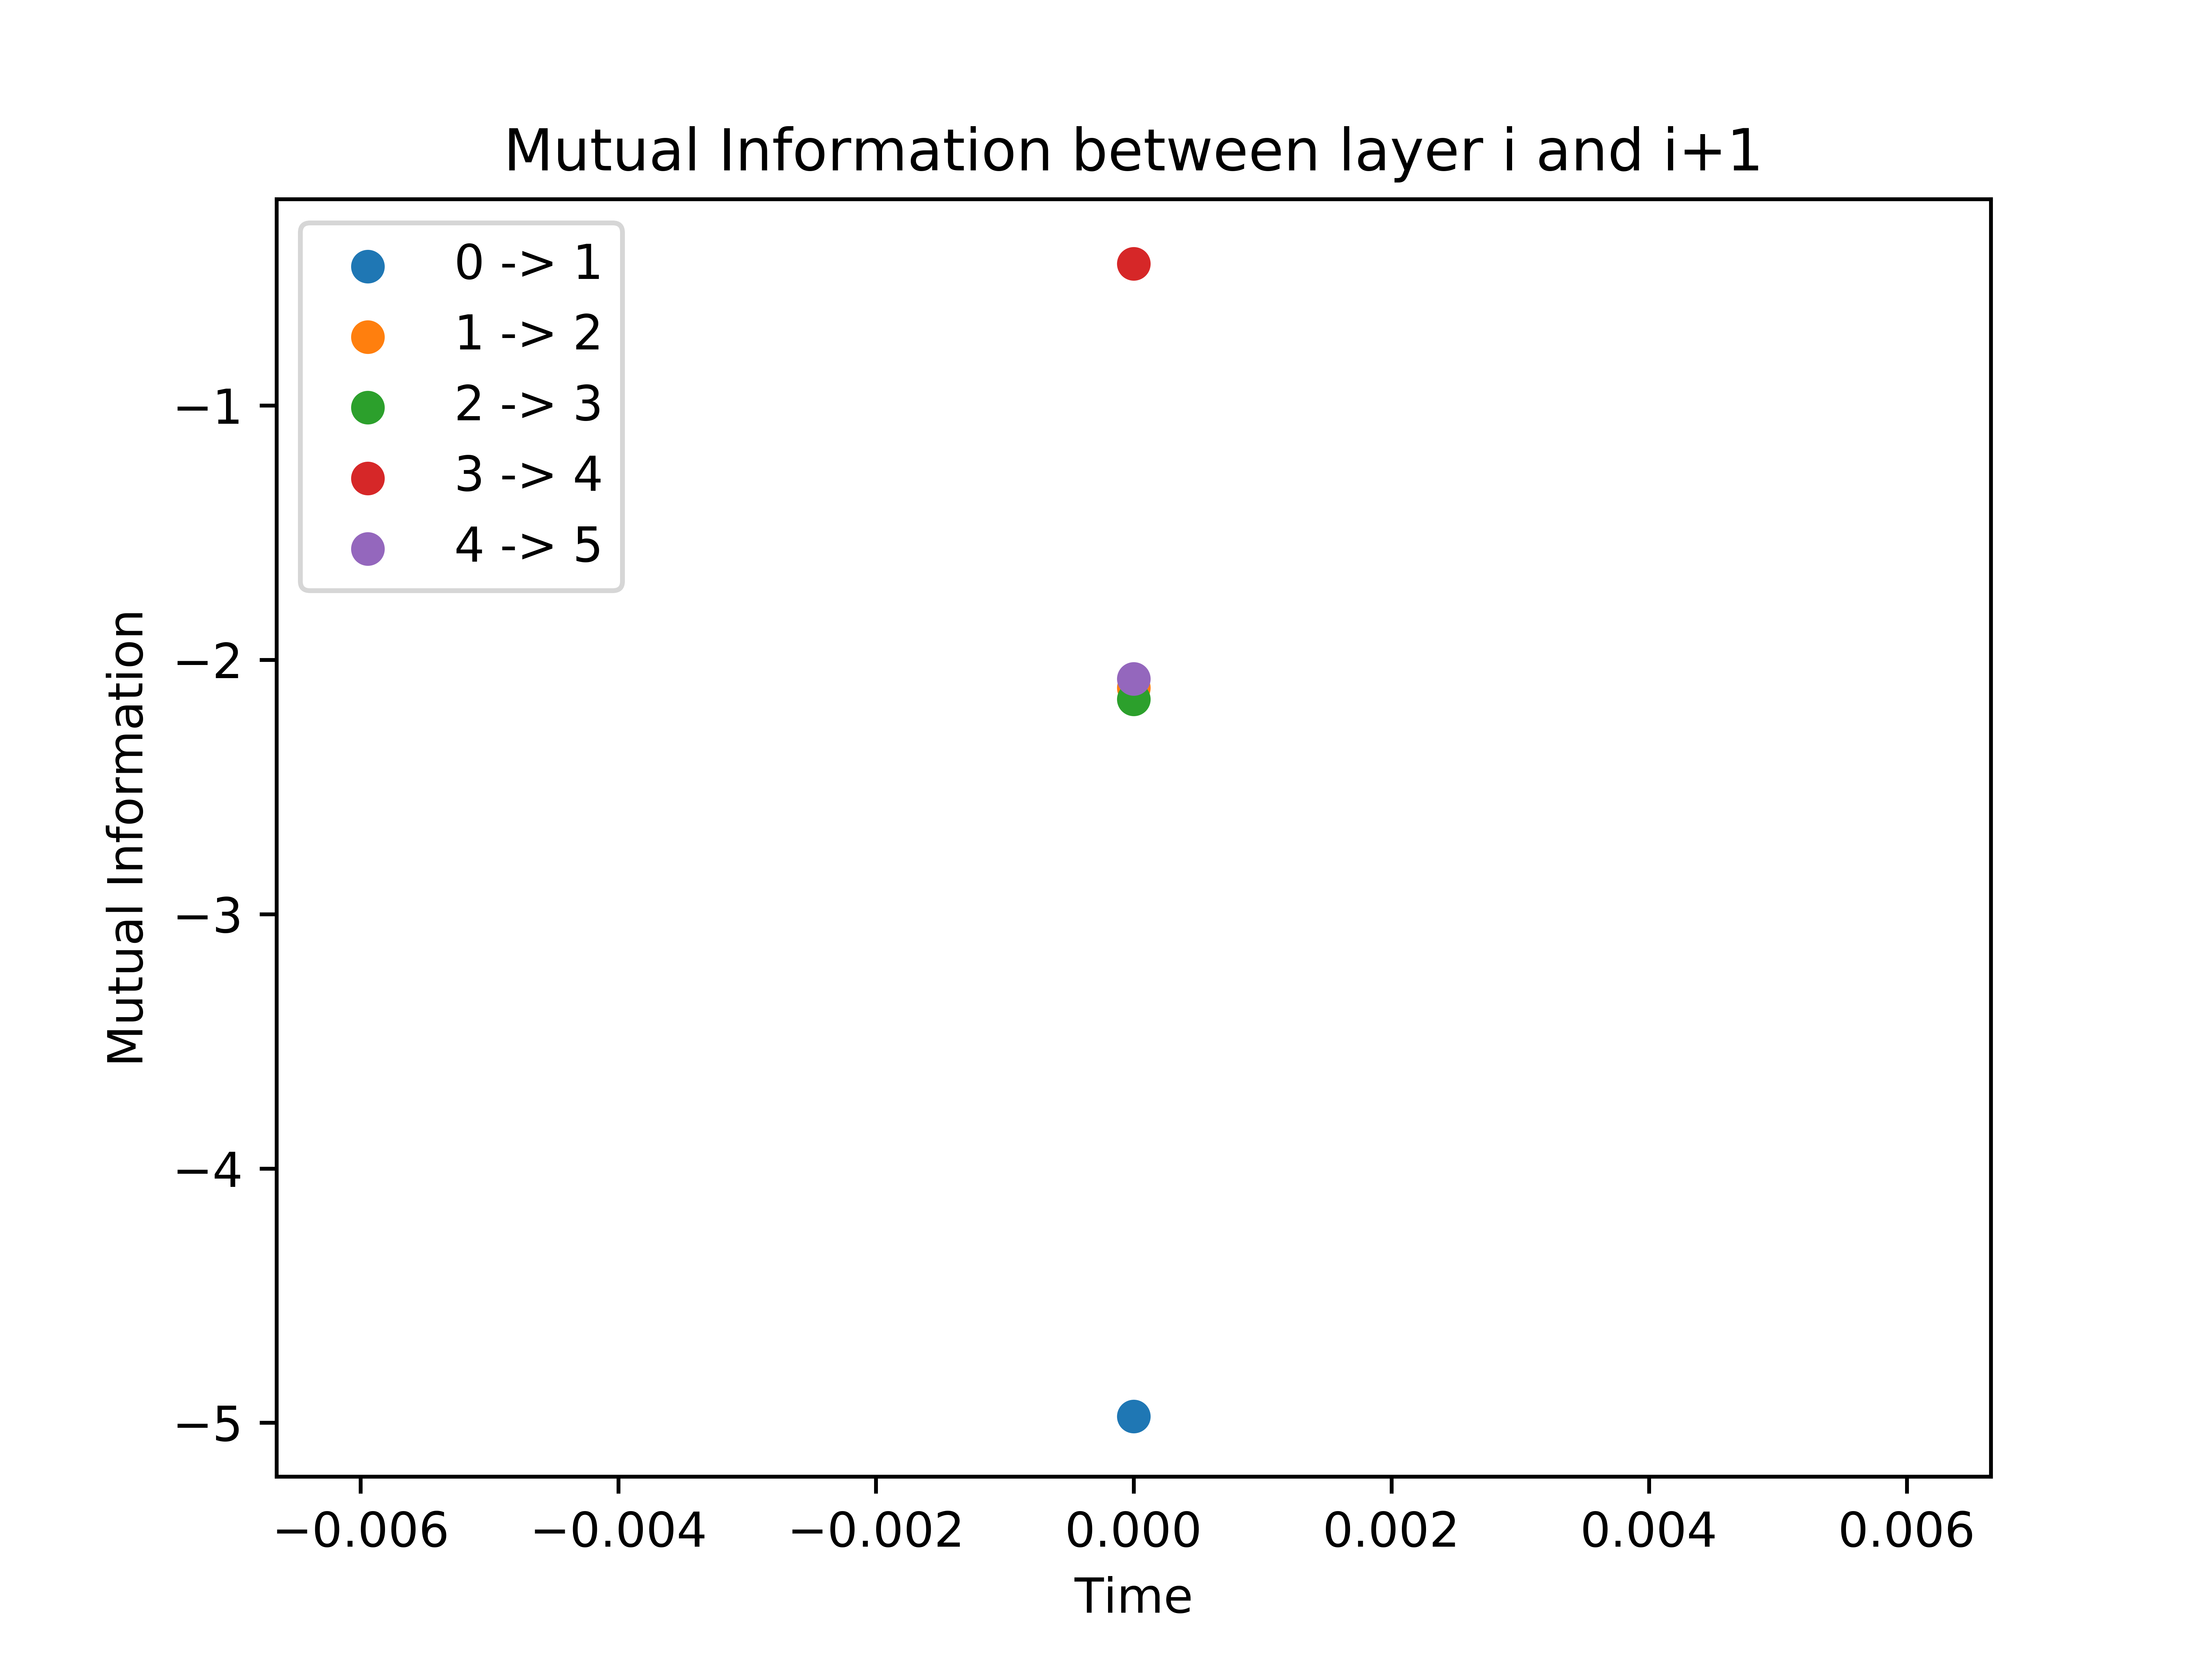 Mutual Information between layer i and i+1
0 -> 1
1 -> 2
2 -> 3
3 -> 4
4 -> 5
−1
−2
−3
−4
−5
Mutual Information
−0.006 −0.004 −0.002 0.000 0.002 0.004 0.006
Time